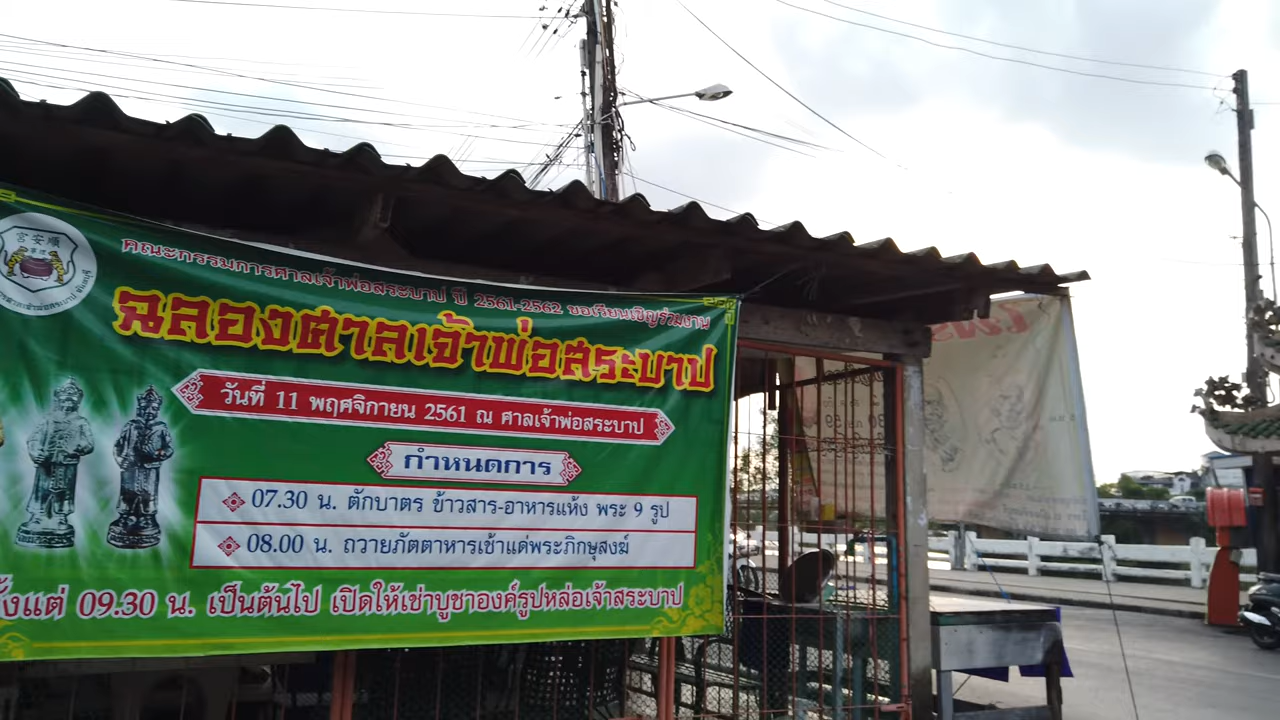 順安宮
คณะกรรมการศาลเจ้าพ่อสระบาป ปี 2561-2562 ขอเรียนเชิญร่วมงาน
ฉลองศาลเจ้าพ่อสระบาป
วันที่ 11 พฤศจิกายน 2561 ณ ศาลเจ้าพ่อสระบาป
กำหนดการ
07.30 น. ตักบาตร ข้าวสาร-อาหารแห้ง พระ 9 รูป
08.00 น. ถวายภัตตาหารเช้าแด่พระภิกษุสงฆ์
09.30 น. เป็นต้นไป เปิดให้เช่าบูชาองค์รูปหล่อเจ้าสระบาป